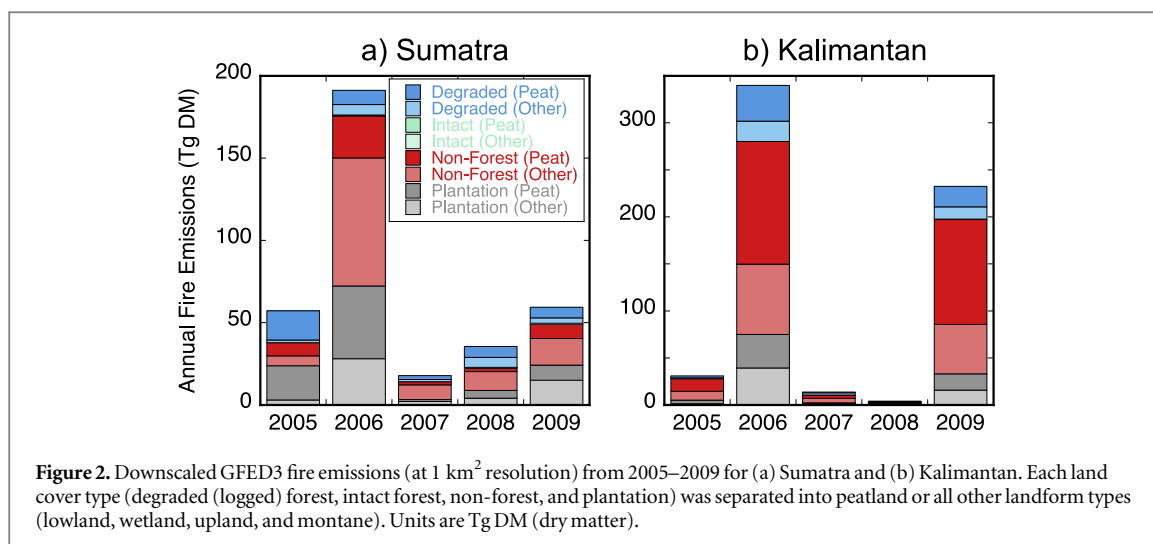 a) Sumatra
b) Kalimantan
Annual Fire Emissions (Tg DM)
200
150
100
50
0
Degraded (Peat)
Degraded (Other)
Intact (Peat)
Intact (Other)
Non-Forest (Peat)
Non-Forest (Other)
Plantation (Peat)
Plantation (Other)
2005 2006 2007 2008 2009
300
200
100
0
2005 2006 2007 2008 2009
Figure 2. Downscaled GFED3 fire emissions (at 1 km² resolution) from 2005–2009 for (a) Sumatra and (b) Kalimantan. Each land
cover type (degraded (logged) forest, intact forest, non-forest, and plantation) was separated into peatland or all other landform types
(lowland, wetland, upland, and montane). Units are Tg DM (dry matter).